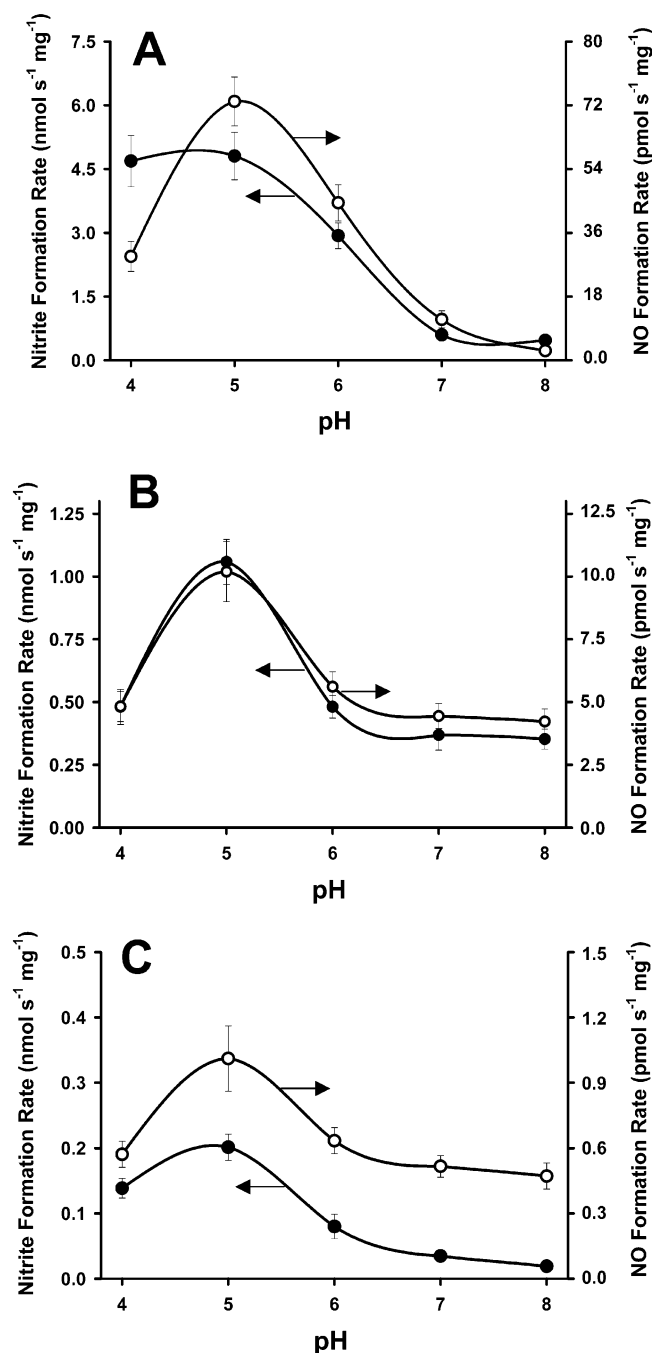 A
Nitrite Formation Rate (nmol s-1 mg-1)
7.5
6.0
4.5
3.0
1.5
0.0
80
72
54
36
18
0.0
NO Formation Rate (pmol s-1 mg-1)
4 5 6 7 8
pH
B
Nitrite Formation Rate (nmol s-1 mg-1)
1.25
1.00
0.75
0.50
0.25
0.00
12.5
10.0
7.5
5.0
2.5
0.0
NO Formation Rate (pmol s-1 mg-1)
4 5 6 7 8
pH
C
Nitrite Formation Rate (nmol s-1 mg-1)
0.5
0.4
0.3
0.2
0.1
0.0
1.5
1.2
0.9
0.6
0.3
0.0
NO Formation Rate (pmol s-1 mg-1)
4 5 6 7 8
pH